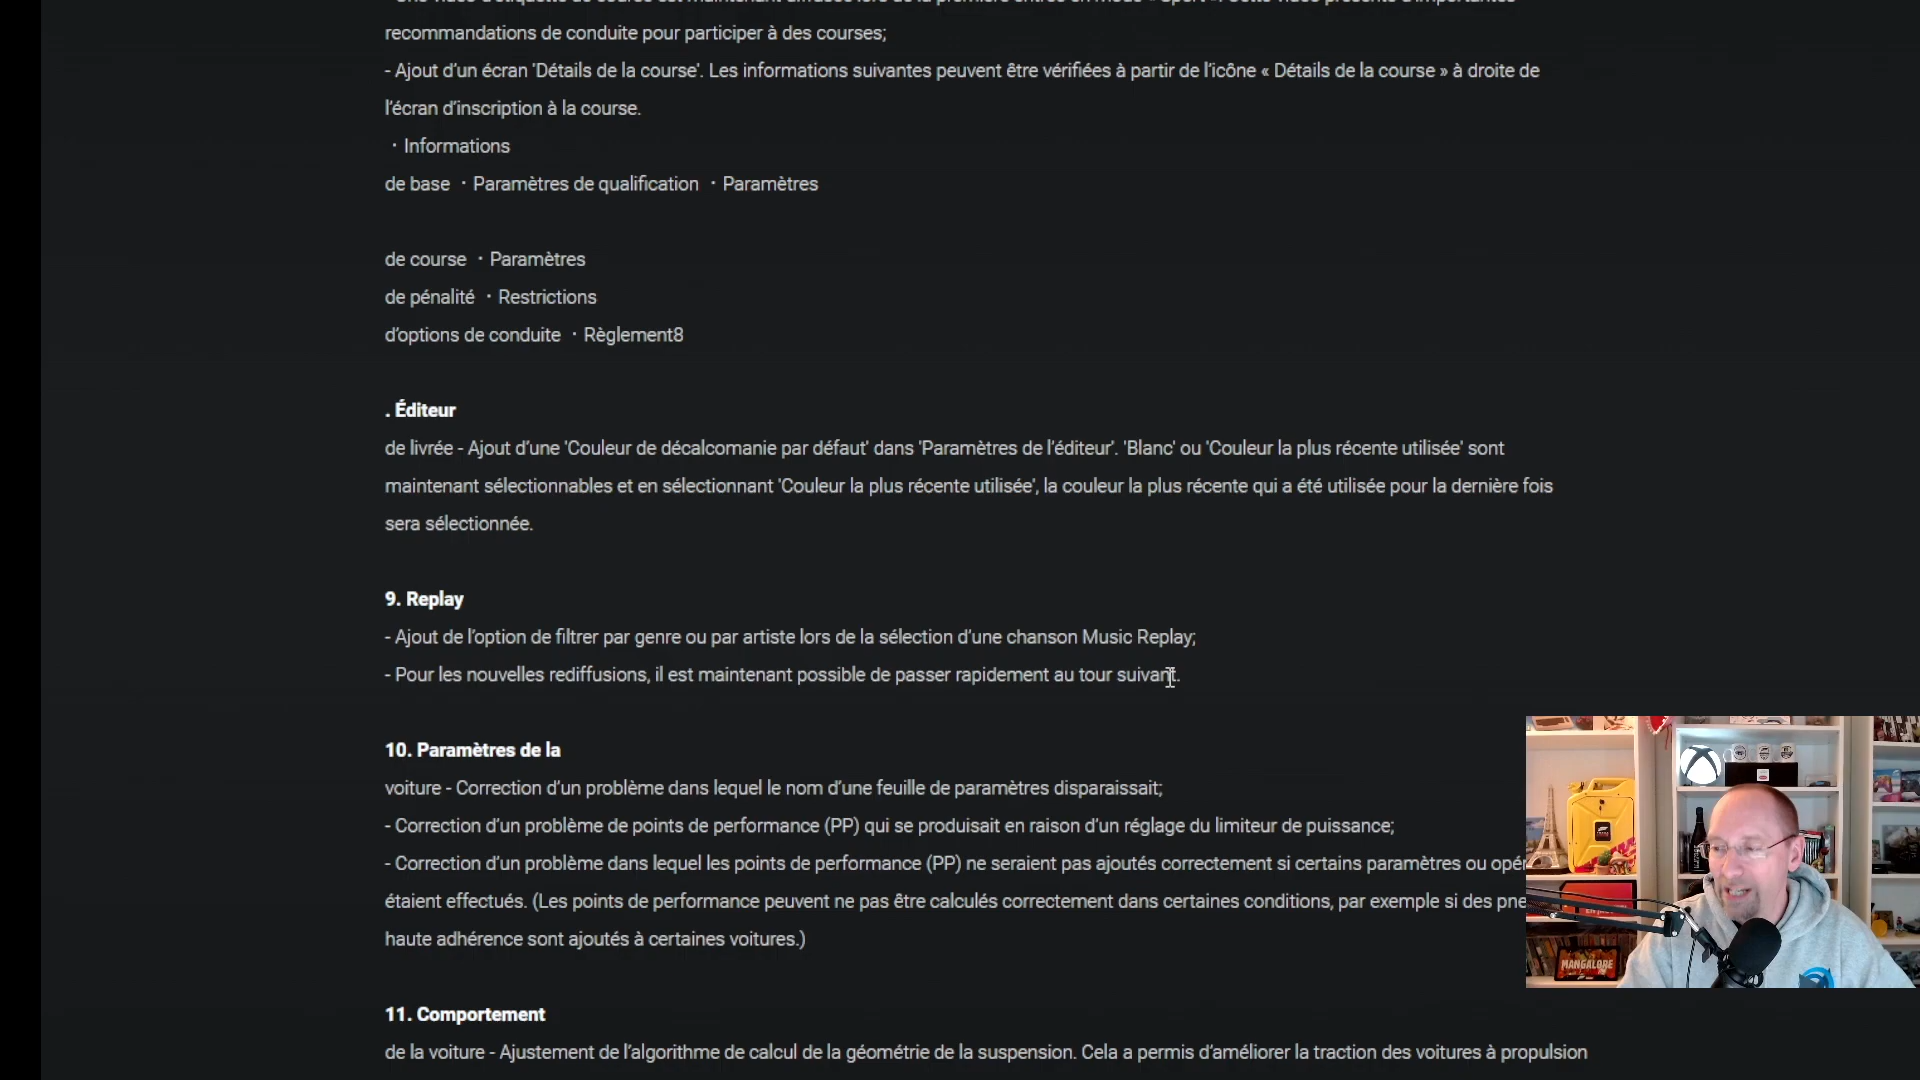 recommandations de conduite pour participer à des courses;
- Ajout d'un écran 'Détails de la course'. Les informations suivantes peuvent être vérifiées à partir de l'icône « Détails de la course » à droite de
l'écran d'inscription à la course.
・Informations
de base ・Paramètres de qualification ・Paramètres
de course ・Paramètres
de pénalité ・Restrictions
d'options de conduite ・Règlement8
. Éditeur
de livrée - Ajout d'une 'Couleur de décalcomanie par défaut' dans 'Paramètres de l'éditeur'. 'Blanc' ou 'Couleur la plus récente utilisée' sont
maintenant sélectionnables et en sélectionnant 'Couleur la plus récente utilisée', la couleur la plus récente qui a été utilisée pour la dernière fois
sera sélectionnée.
9. Replay
- Ajout de l'option de filtrer par genre ou par artiste lors de la sélection d'une chanson Music Replay;
- Pour les nouvelles rediffusions, il est maintenant possible de passer rapidement au tour suivant.
10. Paramètres de la
voiture - Correction d'un problème dans lequel le nom d'une feuille de paramètres disparaissait;
- Correction d'un problème de points de performance (PP) qui se produisait en raison d'un réglage du limiteur de puissance;
- Correction d'un problème dans lequel les points de performance (PP) ne seraient pas ajoutés correctement si certains paramètres ou
étaient effectués. (Les points de performance peuvent ne pas être calculés correctement dans certaines conditions, par exemple si des
haute adhérence sont ajoutés à certaines voitures.)
MANGALORE
11. Comportement
de la voiture - Ajustement de l'algorithme de calcul de la géométrie de la suspension. Cela a permis d'améliorer la traction des voitures à propulsion